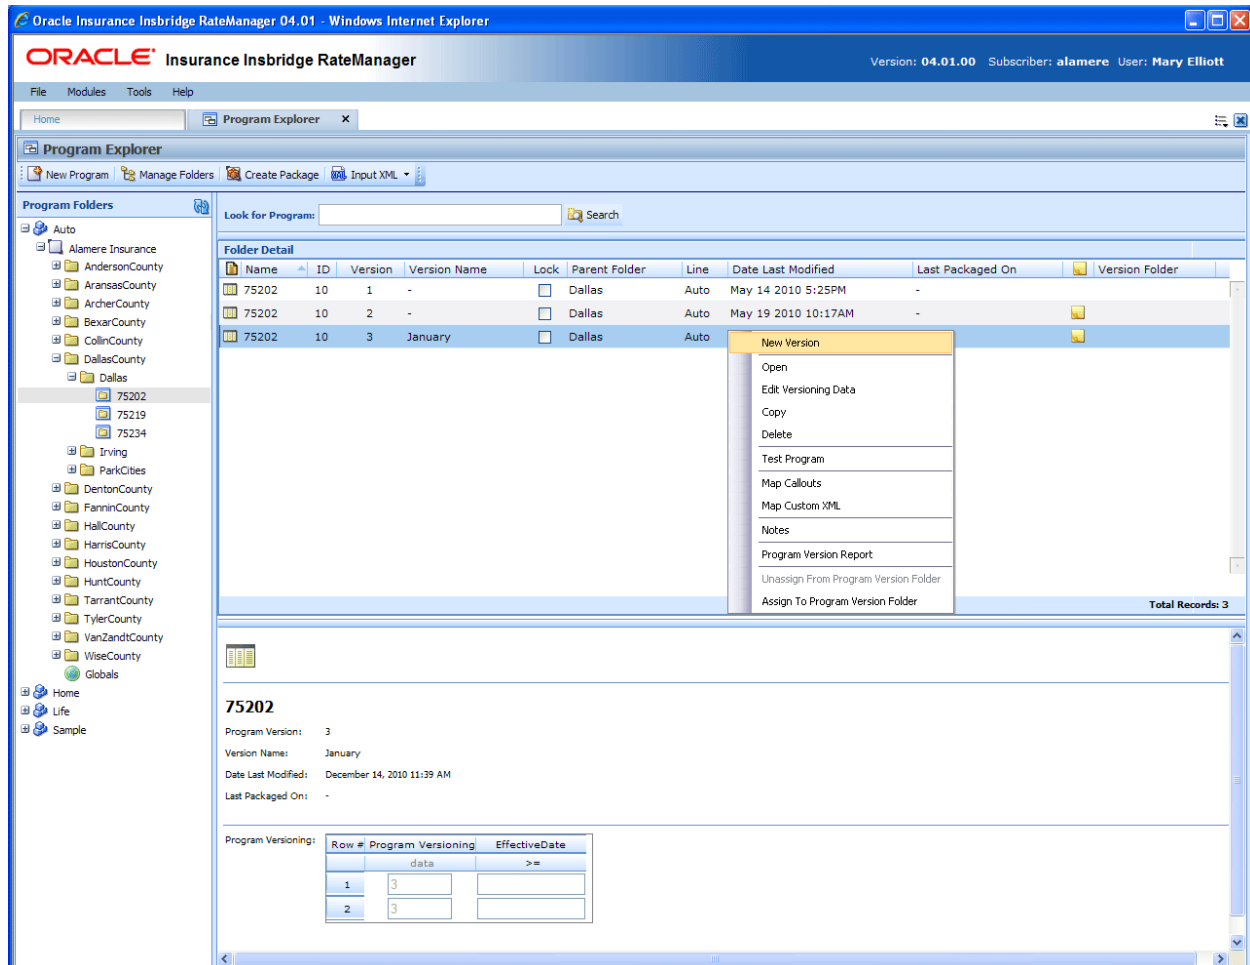 Oracle Insurance Insbridge RateManager 04.01 - Windows Internet Explorer
ORACLE Insurance Insbridge RateManager
Version: 04.01.00 Subscriber: alamere User: Mary Elliott
File Modules Tools Help
Home Program Explorer x
Program Explorer
New Program Manage Folders Create Package Input XML
Program Folders
Look for Program: Search
Auto
Alamere Insurance
AndersonCounty
AransasCounty
ArcherCounty
BexarCounty
CollinCounty
DallasCounty
Dallas
75202
75219
75234
Irving
ParkCities
DentonCounty
FanninCounty
HallCounty
HarrisCounty
HoustonCounty
HuntCounty
TarrantCounty
TylerCounty
VanZandtCounty
WiseCounty
Globals
Home
Life
Sample
Folder Detail
Name ID Version Version Name Lock Parent Folder Line Date Last Modified Last Packaged On Version Folder
75202 10 1 - Dallas Auto May 14 2010 5:25PM -
75202 10 2 - Dallas Auto May 19 2010 10:17AM -
75202 10 3 January Dallas Auto
New Version
Open
Edit Versioning Data
Copy
Delete
Test Program
Map Callouts
Map Custom XML
Notes
Program Version Report
Unassign From Program Version Folder
Assign To Program Version Folder
Total Records: 3
75202
Program Version: 3
Version Name: January
Date Last Modified: December 14, 2010 11:39 AM
Last Packaged On: -
Program Versioning:
Row # Program Versioning EffectiveDate
data >=
1 3
2 3